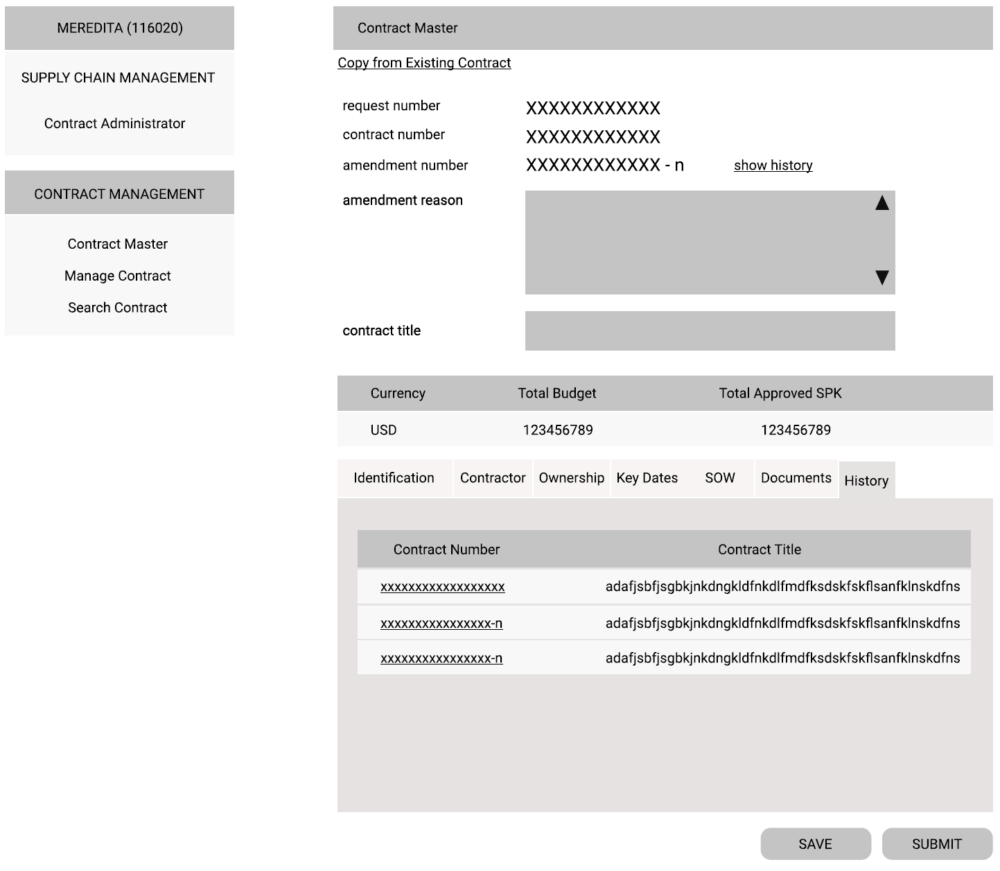 MEREDITA (116020)
SUPPLY CHAIN MANAGEMENT
Contract Administrator
CONTRACT MANAGEMENT
Contract Master
Manage Contract
Search Contract
Contract Master
Copy from Existing Contract
request number XXXXXXXXXXXX
contract number XXXXXXXXXXXX
amendment number XXXXXXXXXXXX - n show history
amendment reason
contract title
Currency Total Budget Total Approved SPK
USD 123456789 123456789
Identification Contractor Ownership Key Dates SOW Documents History
Contract Number Contract Title
xxxxxxxxxxxxxxxxxx adafjsbfjsgbkjnkdngkldfnkdlfmdfksdskfskflsanfklnskdfns
xxxxxxxxxxxxxxxx-n adafjsbfjsgbkjnkdngkldfnkdlfmdfksdskfskflsanfklnskdfns
xxxxxxxxxxxxxxxx-n adafjsbfjsgbkjnkdngkldfnkdlfmdfksdskfskflsanfklnskdfns
SAVE SUBMIT